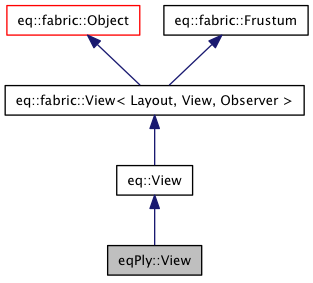 eq::fabric::Object
eq::fabric::Frustum
eq::fabric::View< Layout, View, Observer >
eq::View
eqPly::View